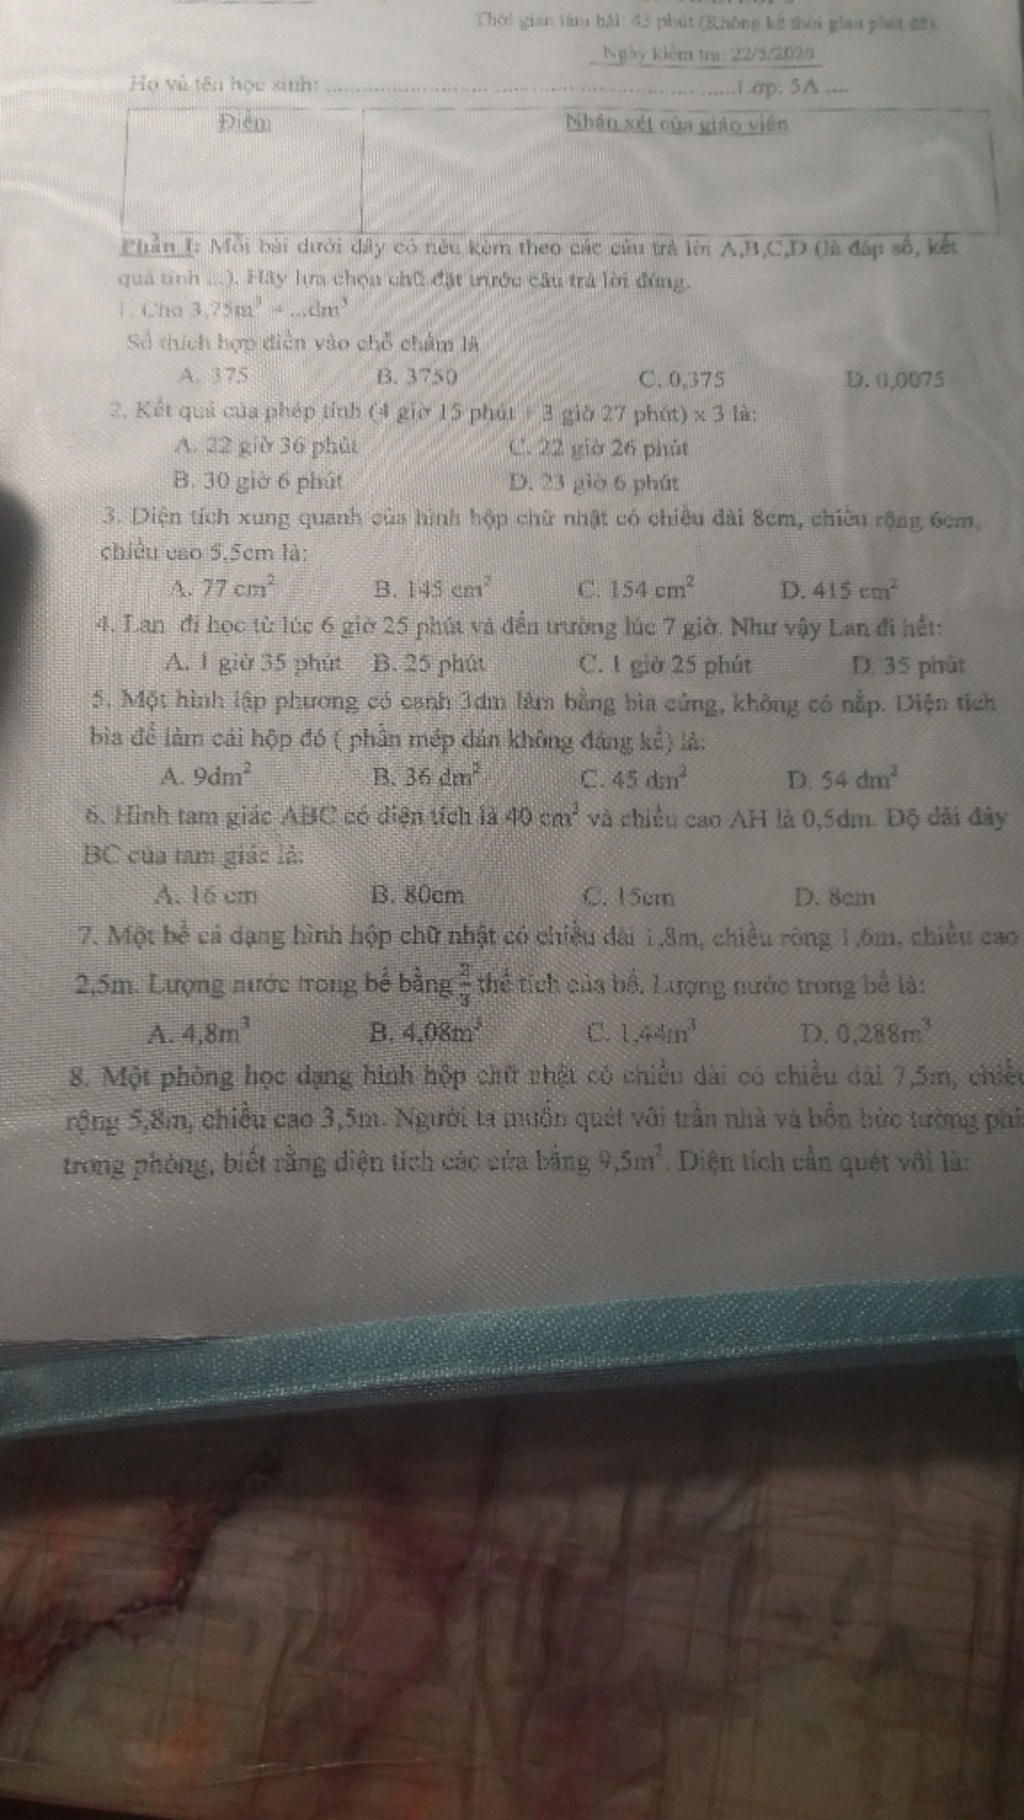 Thời gian làm bài: 45 phút (Không kể thời gian phát đề)
Ngày kiểm tra: 22/5/2020
Họ và tên học sinh: ........ Lớp: 5A ....
Điểm
Nhận xét của giáo viên
Phần I: Mỗi bài dưới đây có nêu kèm theo các câu trả lời A,B,C,D (là đáp số, kết
quả tính ...). Hãy lựa chọn chữ đặt trước câu trả lời đúng.
1. Cho 3,75m³ = ...dm³
Số thích hợp điền vào chỗ chấm là
A. 375 B. 3750 C. 0,375 D. 0,0075
2. Kết quả của phép tính (4 giờ 15 phút + 3 giờ 27 phút) x 3 là:
A. 22 giờ 36 phút C. 22 giờ 26 phút
B. 30 giờ 6 phút D. 23 giờ 6 phút
3. Diện tích xung quanh của hình hộp chữ nhật có chiều dài 8cm, chiều rộng 6cm,
chiều cao 5,5cm là:
A. 77 cm² B. 145 cm² C. 154 cm² D. 415 cm²
4. Lan đi học từ lúc 6 giờ 25 phút và đến trường lúc 7 giờ. Như vậy Lan đi hết:
A. 1 giờ 35 phút B. 25 phút C. 1 giờ 25 phút D. 35 phút
5. Một hình lập phương có cạnh 3dm làm bằng bìa cứng, không có nắp. Diện tích
bìa để làm cái hộp đó ( phần mép dán không đáng kể) là:
A. 9dm² B. 36 dm² C. 45 dm² D. 54 dm²
6. Hình tam giác ABC có diện tích là 40 cm² và chiều cao AH là 0,5dm. Độ dài đáy
BC của tam giác là:
A. 16 cm B. 80cm C. 15cm D. 8cm
7. Một bể cá dạng hình hộp chữ nhật có chiều dài 1,8m, chiều rộng 1,6m, chiều cao
2,5m. Lượng nước trong bể bằng 2/3 thể tích của bể. Lượng nước trong bể là:
A. 4,8m³ B. 4,08m³ C. 1,44m³ D. 0,288m³
8. Một phòng học dạng hình hộp chữ nhật có chiều dài có chiều dài 7,5m, chiều
rộng 5,8m, chiều cao 3,5m. Người ta muốn quét vôi trần nhà và bốn bức tường
trong phòng, biết rằng diện tích các cửa bằng 9,5m². Diện tích cần quét vôi là: